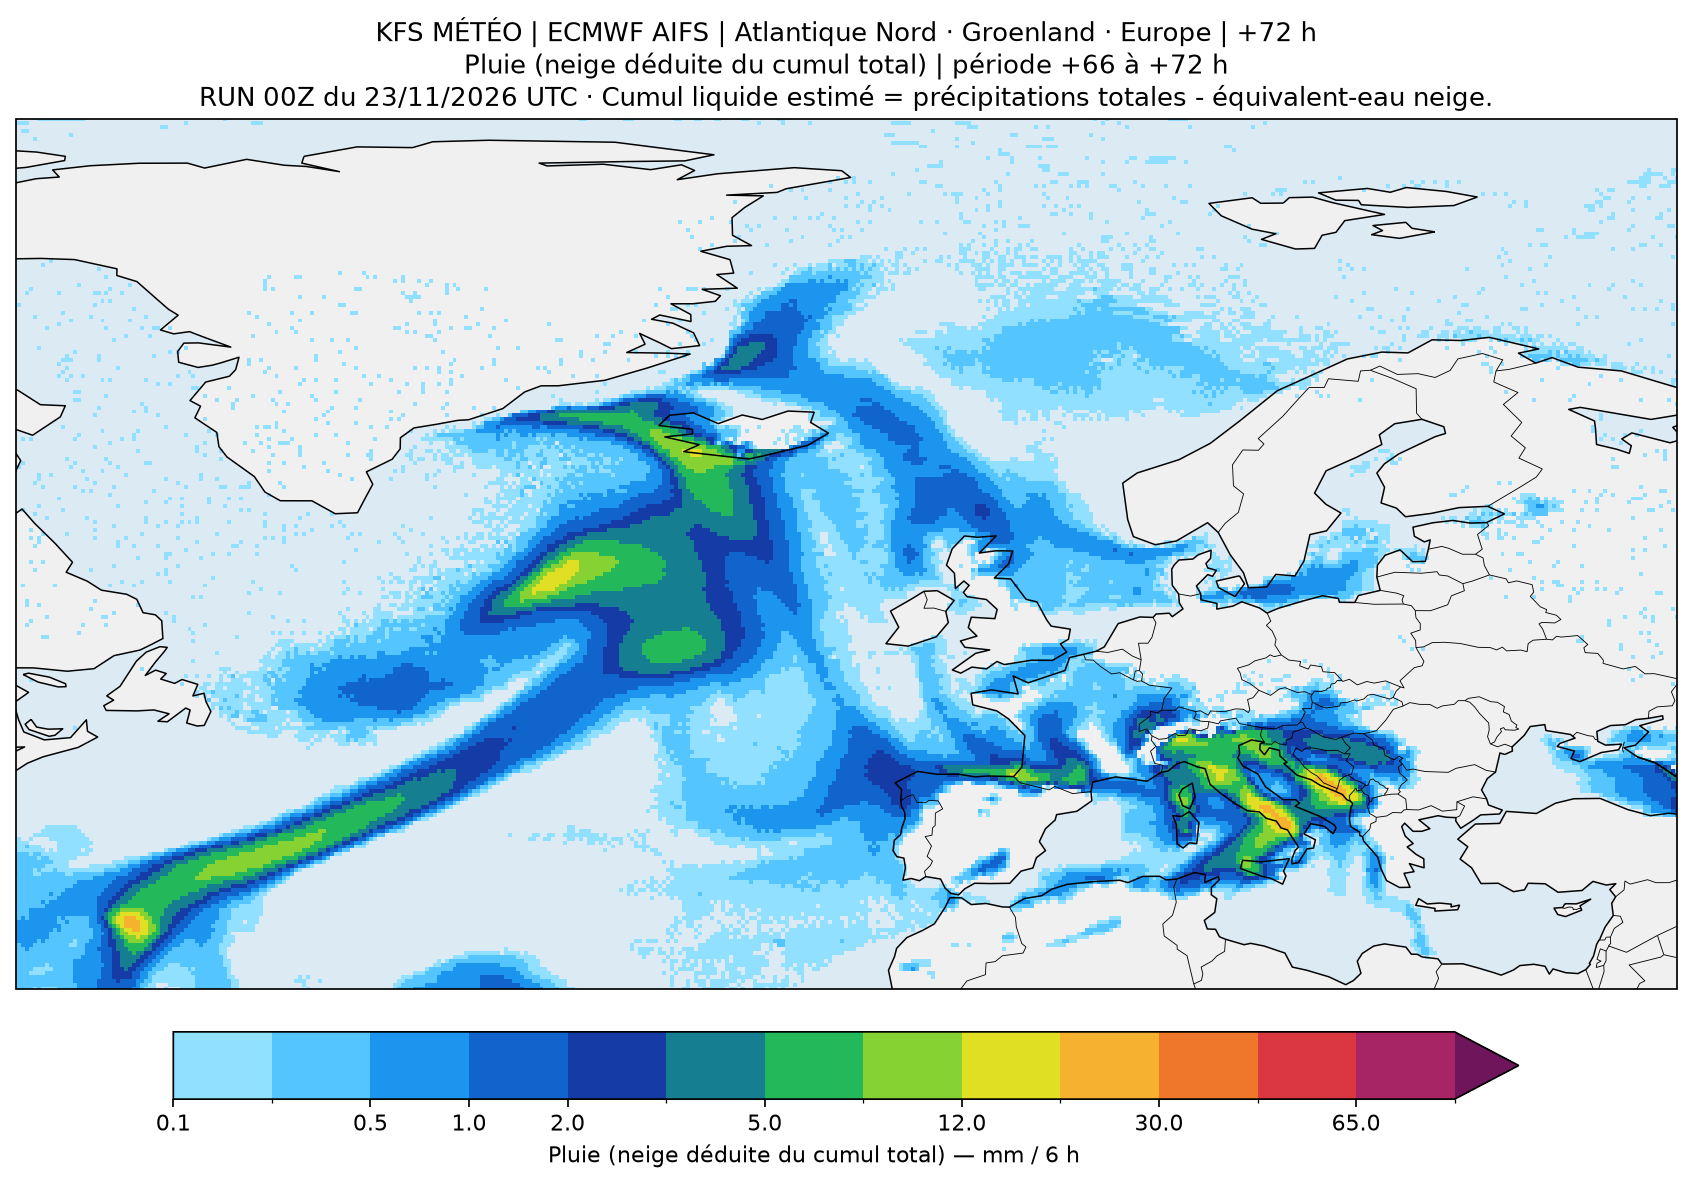 KFS MÉTÉO | ECMWF AIFS | Atlantique Nord · Groenland · Europe | +72 h
Pluie (neige déduite du cumul total) | période +66 à +72 h
RUN 00Z du 23/11/2026 UTC · Cumul liquide estimé = précipitations totales - équivalent-eau neige.
0.1 0.5 1.0 2.0 5.0 12.0 30.0 65.0
Pluie (neige déduite du cumul total) — mm / 6 h